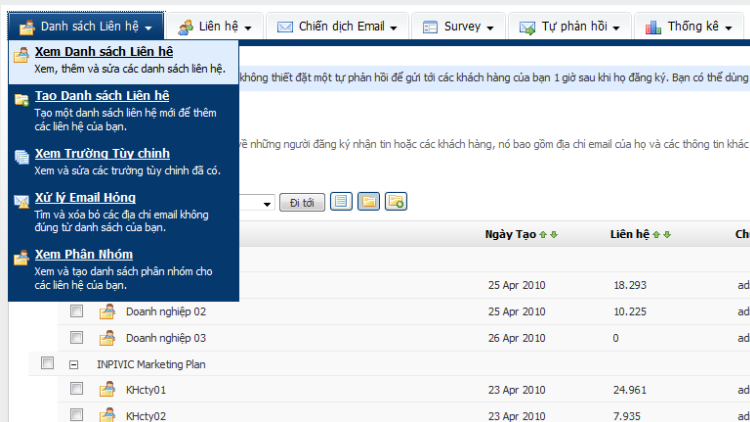 Danh sách Liên hệ
Liên hệ
Chiến dịch Email
Survey
Tự phản hồi
Thống kê
Xem Danh sách Liên hệ
Xem, thêm và sửa các danh sách liên hệ.
không thiết đặt một tự phản hồi để gửi tới các khách hàng của bạn 1 giờ sau khi họ đăng ký. Bạn có thể dùng
Tạo Danh sách Liên hệ
Tạo một danh sách liên hệ mới để thêm
các liên hệ của bạn.
về những người đăng ký nhận tin hoặc các khách hàng, nó bao gồm địa chỉ email của họ và các thông tin khác
Xem Trường Tùy chỉnh
Xem và sửa các trường tùy chỉnh đã có.
Xử lý Email Hỏng
Tìm và xóa bỏ các địa chỉ email không
đúng từ danh sách của bạn.
Đi tới
Xem Phân Nhóm
Xem và tạo danh sách phân nhóm cho
các liên hệ của bạn.
Ngày Tạo Liên hệ Ch
25 Apr 2010 18.293 ad
Doanh nghiệp 02 25 Apr 2010 10.225 ad
Doanh nghiệp 03 26 Apr 2010 0 ad
INPIVIC Marketing Plan
KHcty01 23 Apr 2010 24.961 ad
KHcty02 23 Apr 2010 7.935 ad